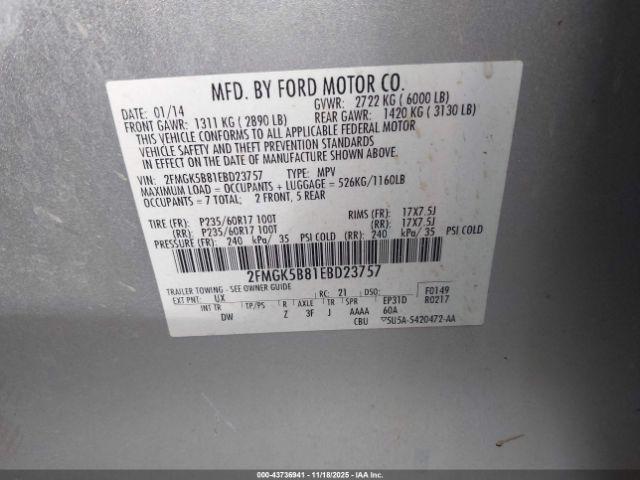 MFD. BY FORD MOTOR CO.
DATE: 01/14 GVWR: 2722 KG ( 6000 LB)
FRONT GAWR: 1311 KG ( 2890 LB) REAR GAWR: 1420 KG ( 3130 LB)
THIS VEHICLE CONFORMS TO ALL APPLICABLE FEDERAL MOTOR
VEHICLE SAFETY AND THEFT PREVENTION STANDARDS
IN EFFECT ON THE DATE OF MANUFACTURE SHOWN ABOVE.
VIN: 2FMGK5B81EBD23757 TYPE: MPV
MAXIMUM LOAD = OCCUPANTS + LUGGAGE = 526KG/1160LB
OCCUPANTS = 7 TOTAL; 2 FRONT, 5 REAR
TIRE (FR): P235/60R17 100T RIMS (FR): 17X7.5J
(RR): P235/60R17 100T (RR): 17X7.5J
PRESSURE (FR): 240 kPa/ 35 PSI COLD (RR): 240 kPa/ 35 PSI COLD
2FMGK5B81EBD23757
TRAILER TOWING - SEE OWNER GUIDE
EXT PNT: UX RC: 21 DSO: F0149
INT TR TP/PS R AXLE TR SPR EP31D R0217
DW Z 3F J AAAA 60A
CBU 5U5A-5420472-AA
000-43736941 - 11/18/2025 - IAAI.COM